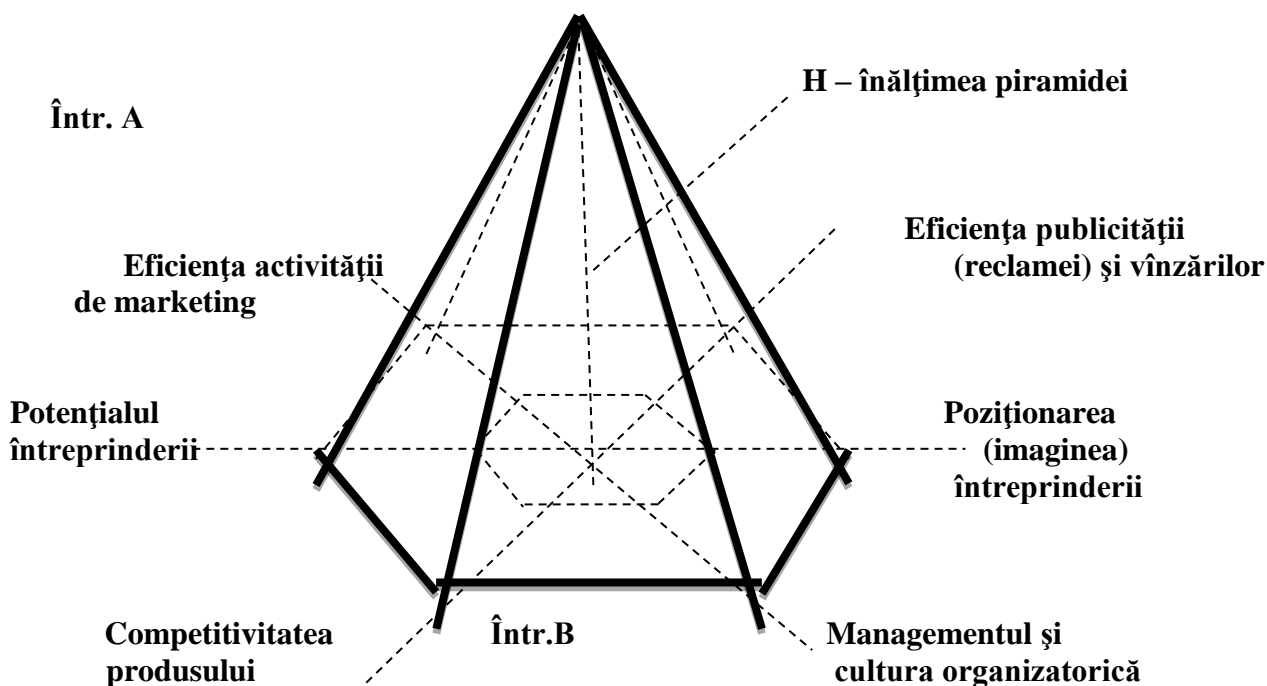 H – înălţimea piramidei
Într. A
Eficienţa publicităţii
(reclamei) şi vînzărilor
Eficienţa activităţii
de marketing
Potenţialul
întreprinderii
Poziţionarea
(imaginea)
întreprinderii
Competitivitatea
produsului
Într.B
Managementul şi
cultura organizatorică